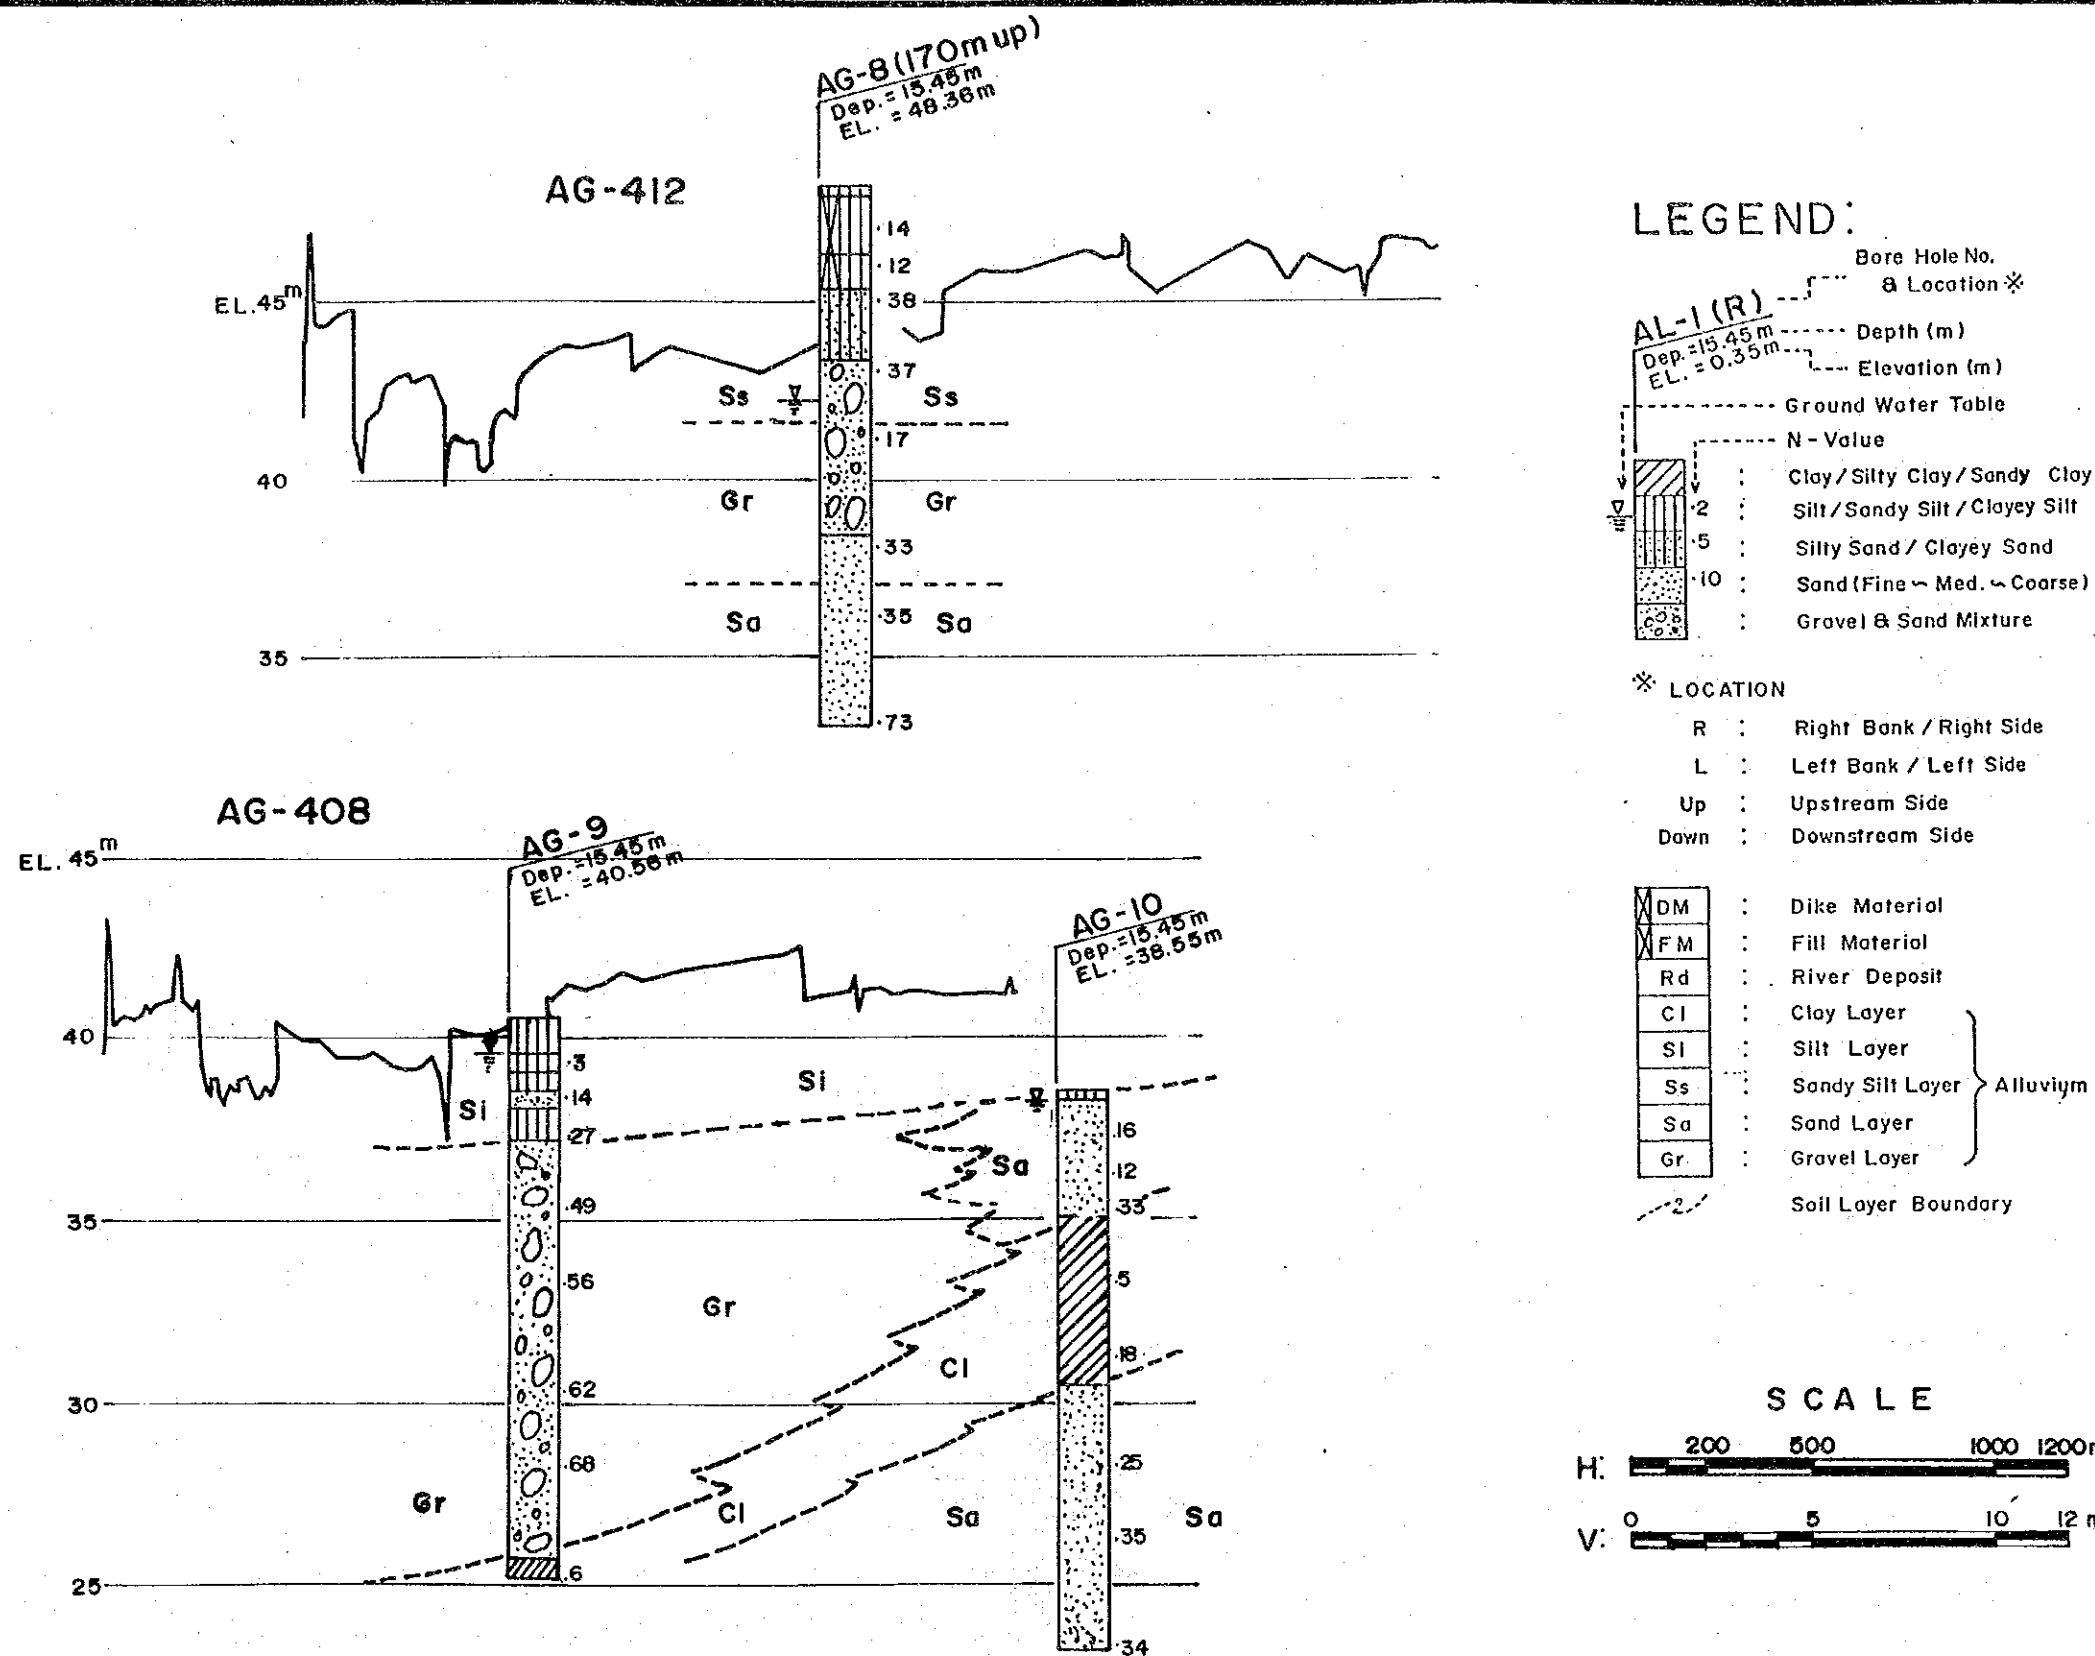 AG-8 (170m up)
Dep. = 15.45m
EL. = 48.36m
AG-412
EL. 45m
40
35
.14
.12
.38
.37
.17
.33
.35
.73
Ss
Ss
Gr
Gr
Sa
Sa
AG-408
EL. 45m
40
35
30
25
AG-9
Dep. = 15.45m
EL. = 40.56m
AG-10
Dep. = 15.45m
EL. = 38.55m
.3
.14
.27
.49
.56
.62
.68
.6
.16
.12
.33
.5
.18
.25
.35
.34
Si
Si
Sa
Gr
Cl
Gr
Cl
Sa
Sa
LEGEND:
Bore Hole No.
& Location ※
AL-1 (R)
Dep. = 15.45m
EL. = 0.35m
Depth (m)
Elevation (m)
Ground Water Table
N-Value
: Clay/Silty Clay/Sandy Clay
.2 : Silt/Sandy Silt/Clayey Silt
.5 : Silty Sand/Clayey Sand
.10 : Sand (Fine ~ Med. ~ Coarse)
: Gravel & Sand Mixture
※ LOCATION
R : Right Bank / Right Side
L : Left Bank / Left Side
Up : Upstream Side
Down : Downstream Side
DM : Dike Material
FM : Fill Material
Rd : River Deposit
Cl : Clay Layer
SI : Silt Layer
Ss : Sandy Silt Layer
Alluvium
Sa : Sand Layer
Gr. : Gravel Layer
-2- Soil Layer Boundary
SCALE
200 500 1000 1200m
H:
0 5 10 12 m
V: